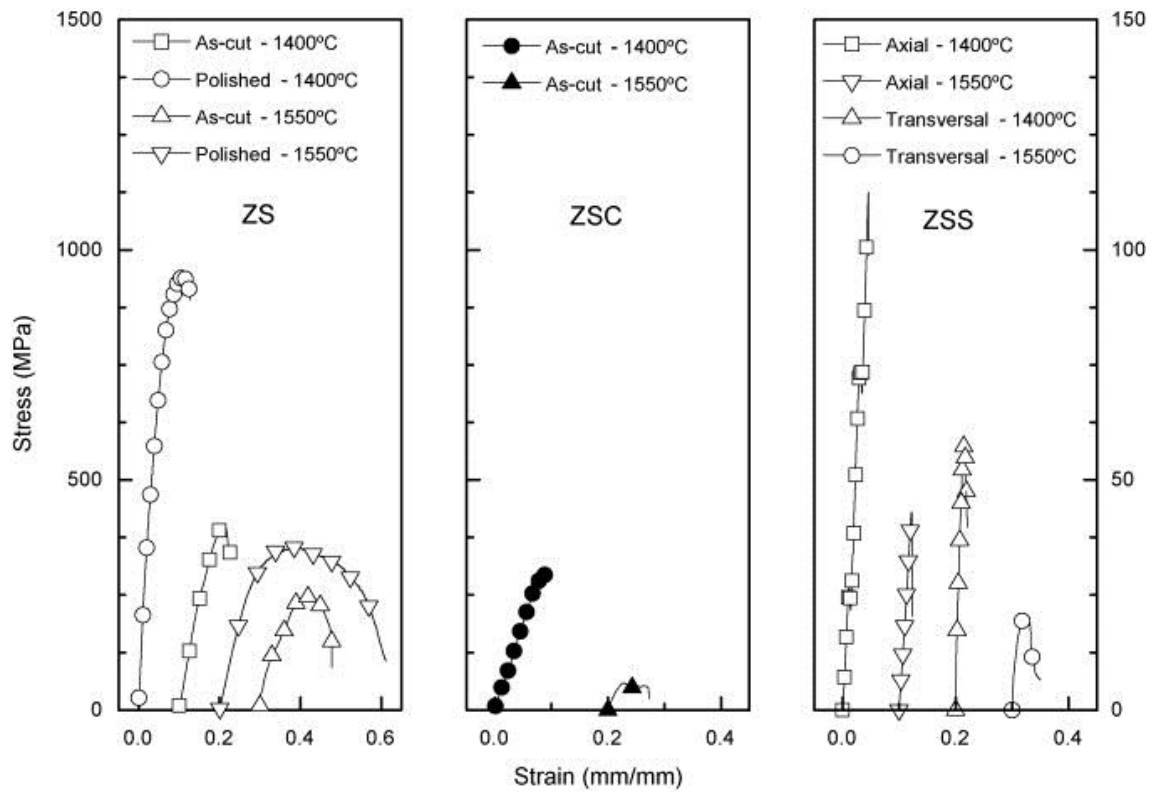 1500
1000
500
0
Stress (MPa)
As-cut - 1400ºC
Polished - 1400ºC
As-cut - 1550ºC
Polished - 1550ºC
ZS
0.0 0.2 0.4 0.6
As-cut - 1400ºC
As-cut - 1550ºC
ZSC
0.0 0.2 0.4
Strain (mm/mm)
Axial - 1400ºC
Axial - 1550ºC
Transversal - 1400ºC
Transversal - 1550ºC
ZSS
0.0 0.2 0.4
150
100
50
0